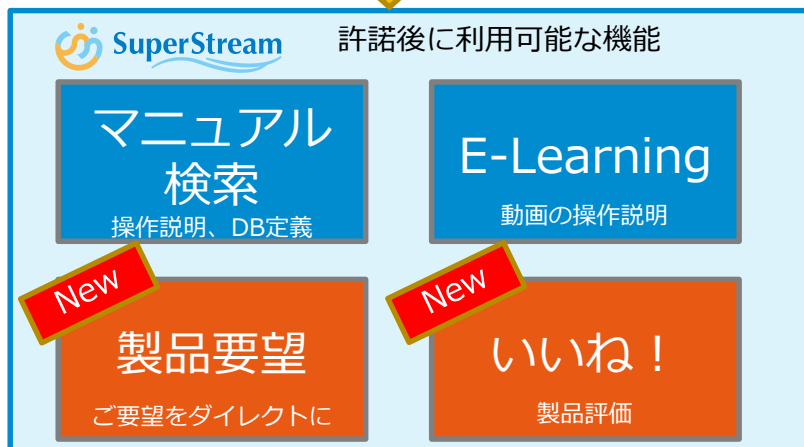 SuperStream 許諾後に利用可能な機能
マニュアル
検索
操作説明、DB定義
E-Learning
動画の操作説明
New
製品要望
ご要望をダイレクトに
New
いいね！
製品評価